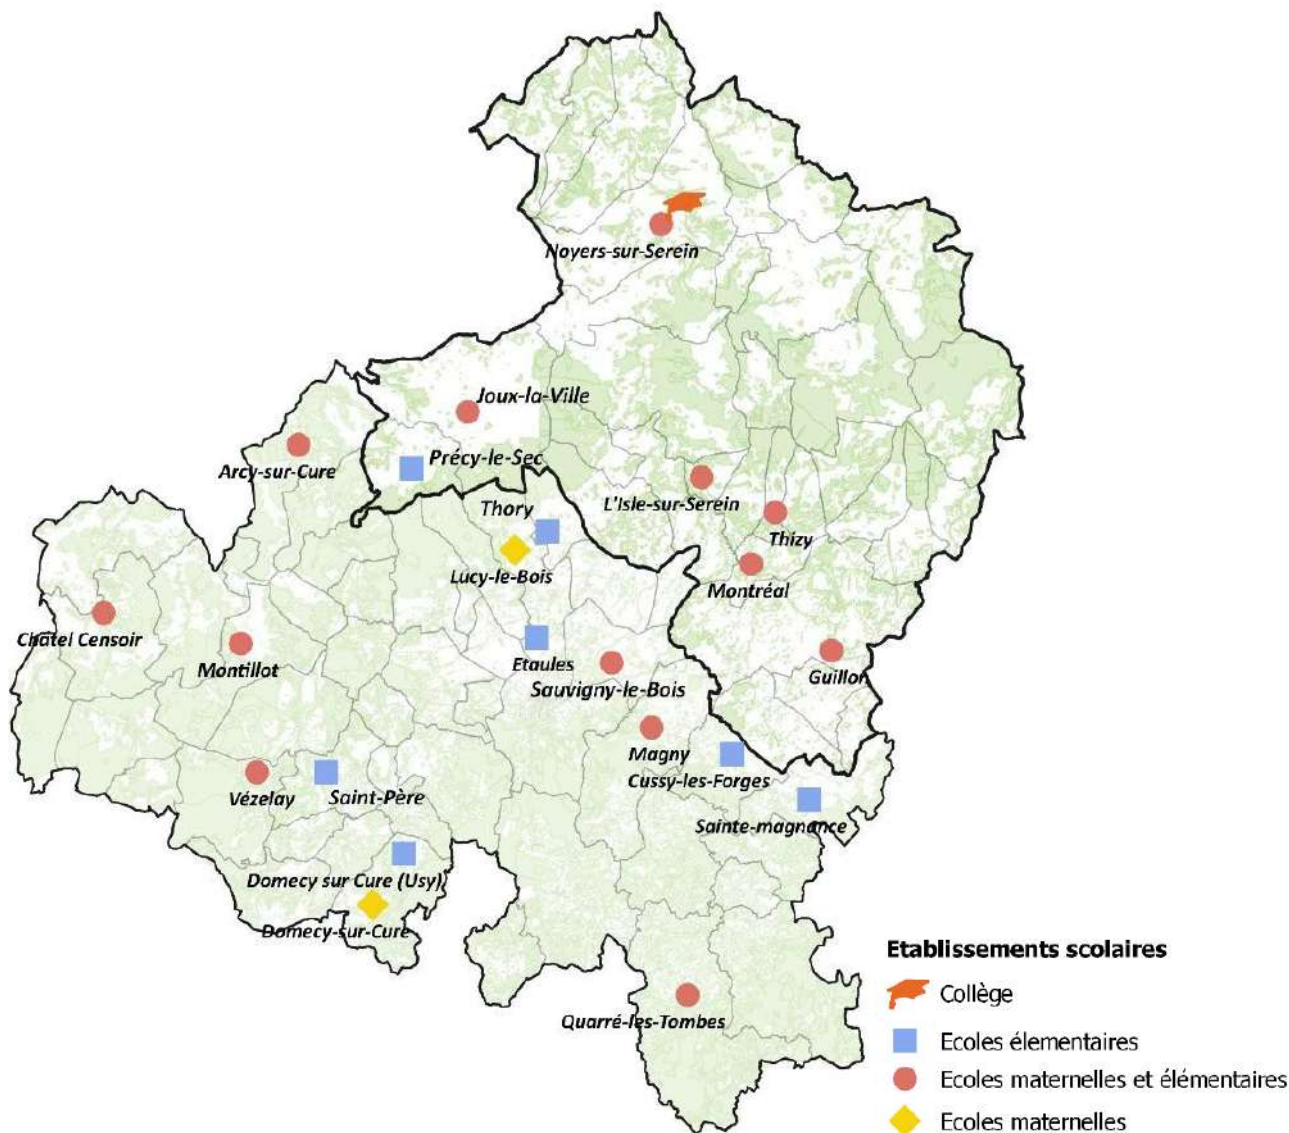 Noyers-sur-Serein
Joux-la-Ville
Arcy-sur-Cure
Précy-le-Sec
L'Isle-sur-Serein
Thory
Thizy
Lucy-le-Bois
Montréal
Châtel Censoir
Montillot
Etaules
Sauvigny-le-Bois
Guillon
Magny
Cussy-les-Forges
Vézelay
Saint-Père
Sainte-magnance
Domecy sur Cure (Usy)
Domecy-sur-Cure
Quarré-les-Tombes
Etablissements scolaires
Collège
Ecoles élementaires
Ecoles maternelles et élémentaires
Ecoles maternelles